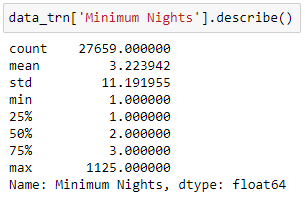 data_trn['Minimum Nights'].describe()
count    27659.000000
mean         3.223942
std         11.191955
min          1.000000
25%          1.000000
50%          2.000000
75%          3.000000
max       1125.000000
Name: Minimum Nights, dtype: float64